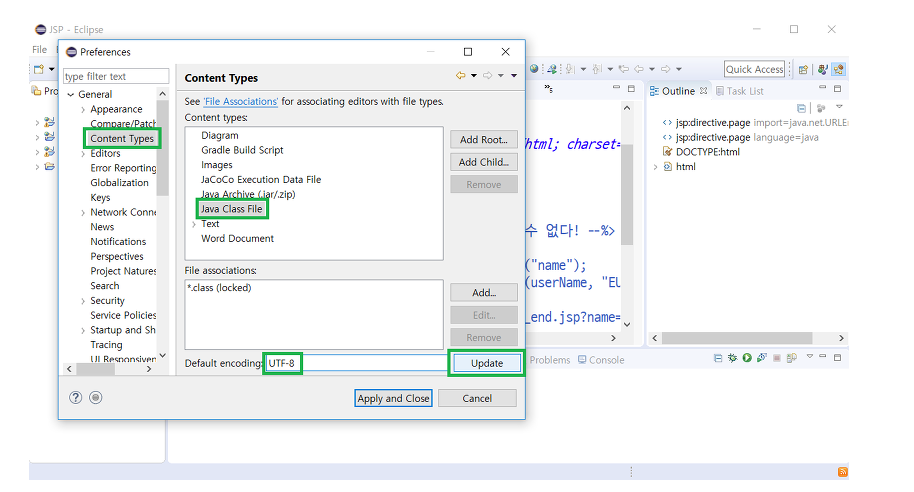 JSP - Eclipse
File
Preferences
type filter text
General
Appearance
Compare/Patch
Content Types
Editors
Error Reporting
Globalization
Keys
Network Conne
News
Notifications
Perspectives
Project Natures
Search
Security
Service Policies
Startup and Sh
Tracing
UI Responsiven
Content Types
See 'File Associations' for associating editors with file types.
Content types:
Diagram
Gradle Build Script
Images
JaCoCo Execution Data File
Java Archive (.jar/.zip)
Java Class File
Text
Word Document
Add Root...
Add Child...
Remove
File associations:
*.class (locked)
Add...
Edit...
Remove
Default encoding: UTF-8
Update
Apply and Close
Cancel
Quick Access
Pro
"5
html; charset=
수 없다! --%>
("name");
(userName, "EU
_end.jsp?name=
Outline
Task List
jsp:directive.page import=java.net.URLE
jsp:directive.page language=java
DOCTYPE:html
html
Problems
Console